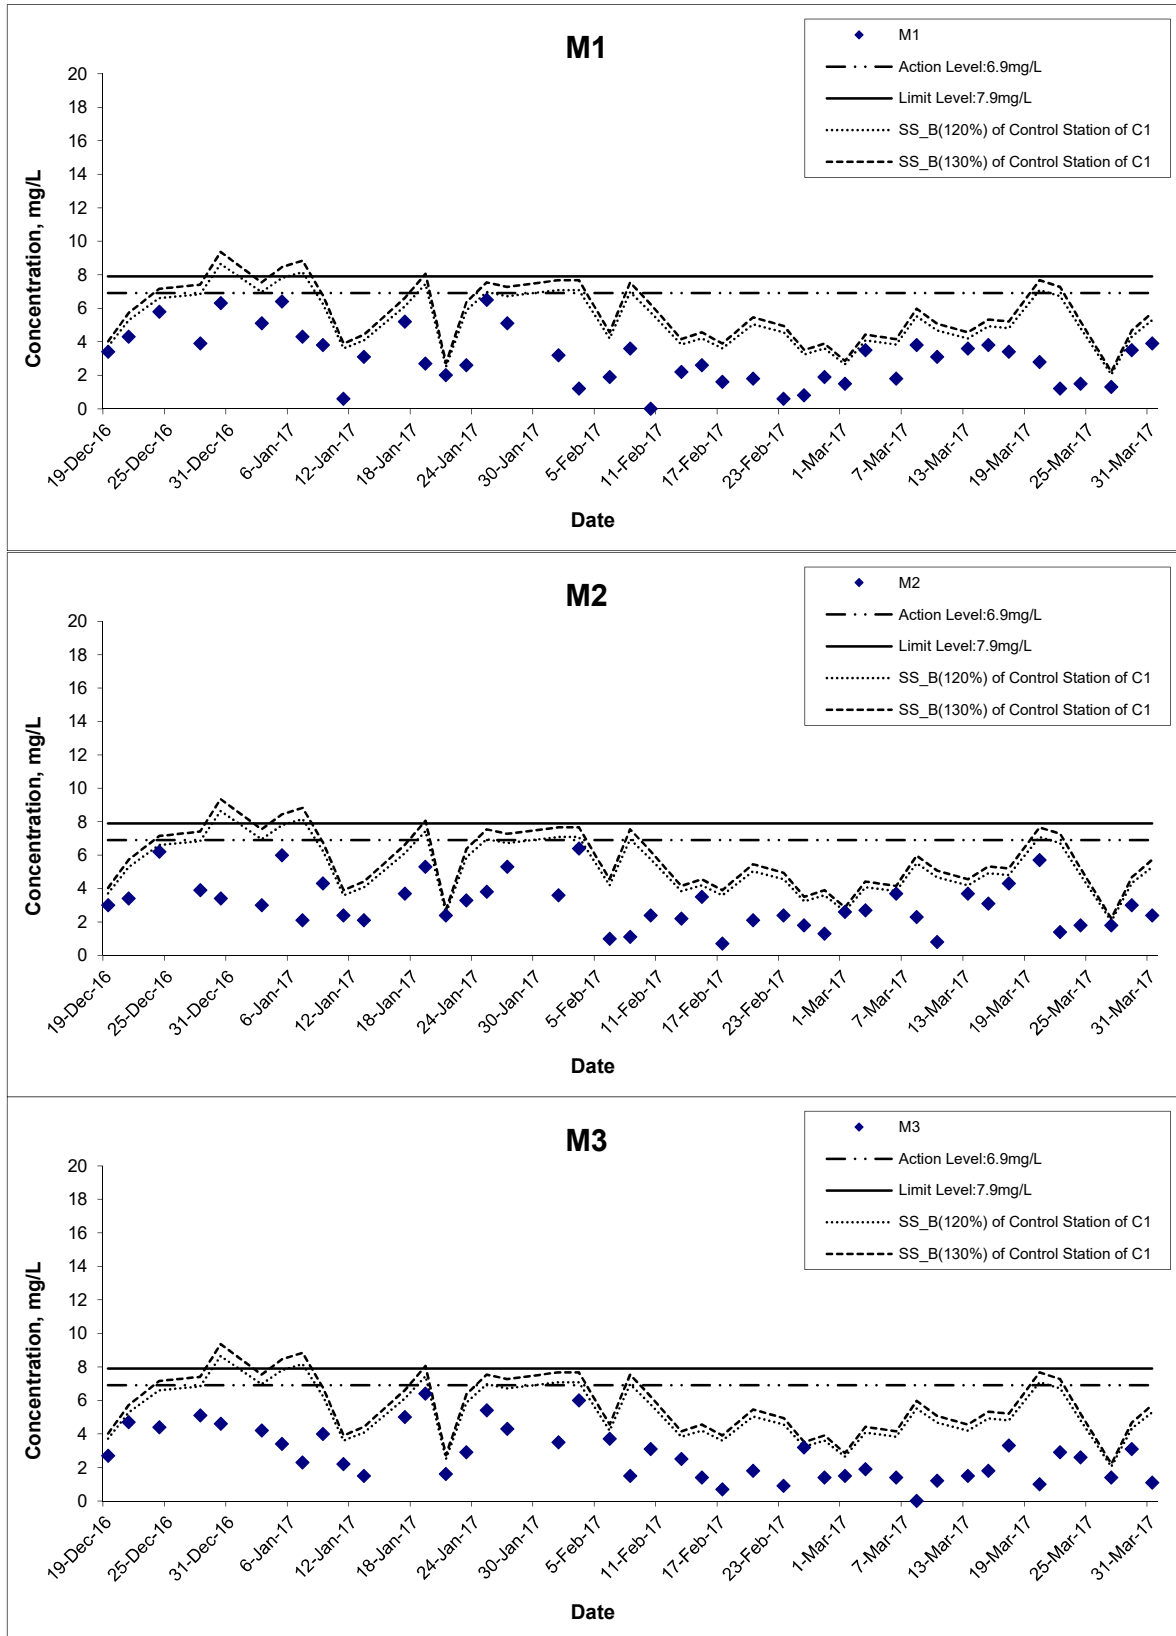 M1
M1
Action Level:6.9mg/L
Limit Level:7.9mg/L
SS_B(120%) of Control Station of C1
SS_B(130%) of Control Station of C1
Concentration, mg/L
20
18
16
14
12
10
8
6
4
2
0
19-Dec-16
25-Dec-16
31-Dec-16
6-Jan-17
12-Jan-17
18-Jan-17
24-Jan-17
30-Jan-17
5-Feb-17
11-Feb-17
17-Feb-17
23-Feb-17
1-Mar-17
7-Mar-17
13-Mar-17
19-Mar-17
25-Mar-17
31-Mar-17
Date
M2
M2
Action Level:6.9mg/L
Limit Level:7.9mg/L
SS_B(120%) of Control Station of C1
SS_B(130%) of Control Station of C1
Concentration, mg/L
20
18
16
14
12
10
8
6
4
2
0
19-Dec-16
25-Dec-16
31-Dec-16
6-Jan-17
12-Jan-17
18-Jan-17
24-Jan-17
30-Jan-17
5-Feb-17
11-Feb-17
17-Feb-17
23-Feb-17
1-Mar-17
7-Mar-17
13-Mar-17
19-Mar-17
25-Mar-17
31-Mar-17
Date
M3
M3
Action Level:6.9mg/L
Limit Level:7.9mg/L
SS_B(120%) of Control Station of C1
SS_B(130%) of Control Station of C1
Concentration, mg/L
20
18
16
14
12
10
8
6
4
2
0
19-Dec-16
25-Dec-16
31-Dec-16
6-Jan-17
12-Jan-17
18-Jan-17
24-Jan-17
30-Jan-17
5-Feb-17
11-Feb-17
17-Feb-17
23-Feb-17
1-Mar-17
7-Mar-17
13-Mar-17
19-Mar-17
25-Mar-17
31-Mar-17
Date